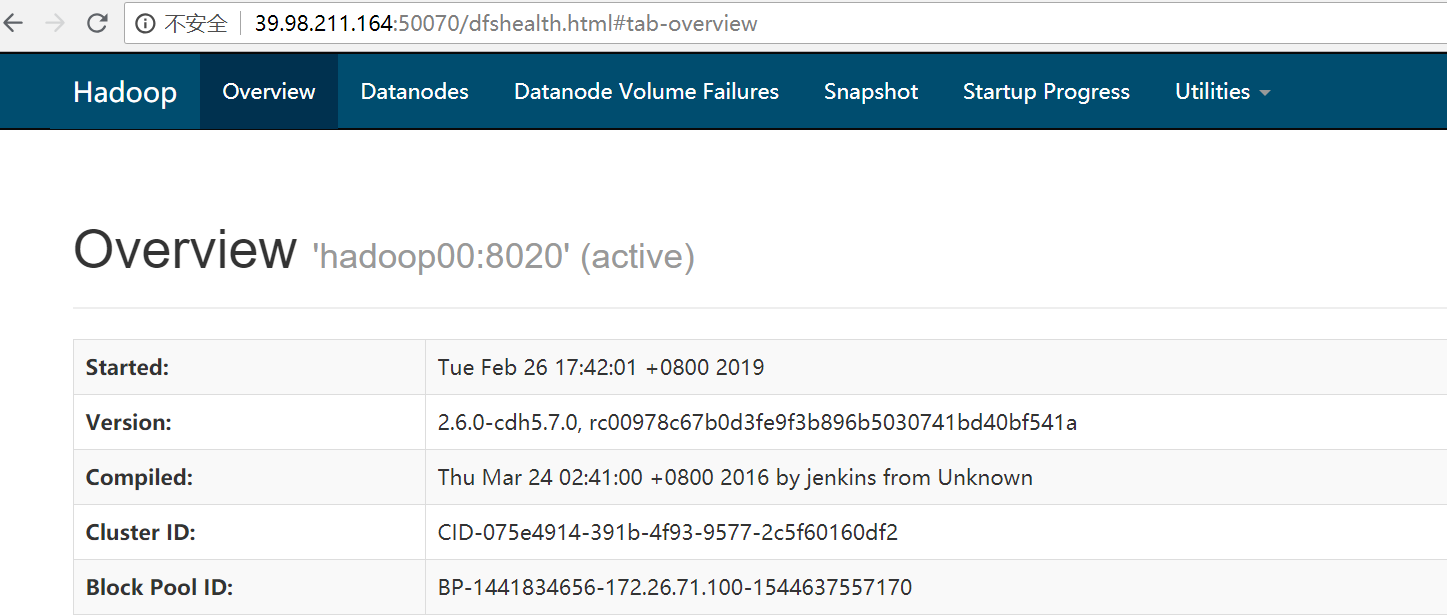 不安全 39.98.211.164:50070/dfshealth.html#tab-overview
Hadoop Overview Datanodes Datanode Volume Failures Snapshot Startup Progress Utilities
Overview 'hadoop00:8020' (active)
Started: Tue Feb 26 17:42:01 +0800 2019
Version: 2.6.0-cdh5.7.0, rc00978c67b0d3fe9f3b896b5030741bd40bf541a
Compiled: Thu Mar 24 02:41:00 +0800 2016 by jenkins from Unknown
Cluster ID: CID-075e4914-391b-4f93-9577-2c5f60160df2
Block Pool ID: BP-1441834656-172.26.71.100-1544637557170